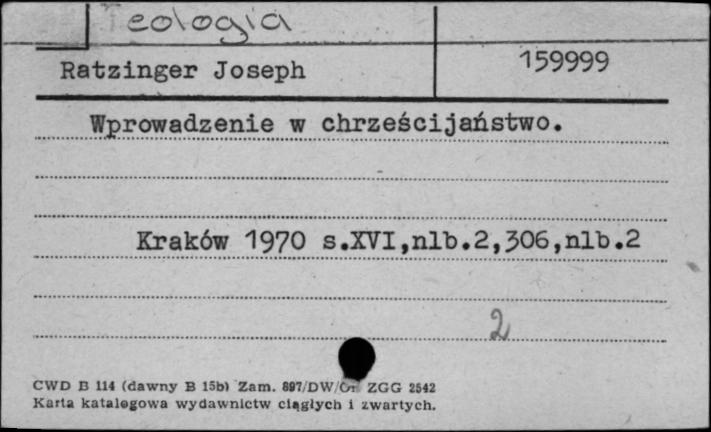 Teologia
Ratzinger Joseph
159999
Wprowadzenie w chrześcijaństwo.
Kraków 1970 s.XVI,nlb.2,306,nlb.2
2
CWD B 114 (dawny B 15b) Zam. 897/DW/ ZGG 2542
Karta katalogowa wydawnictw ciągłych i zwartych.